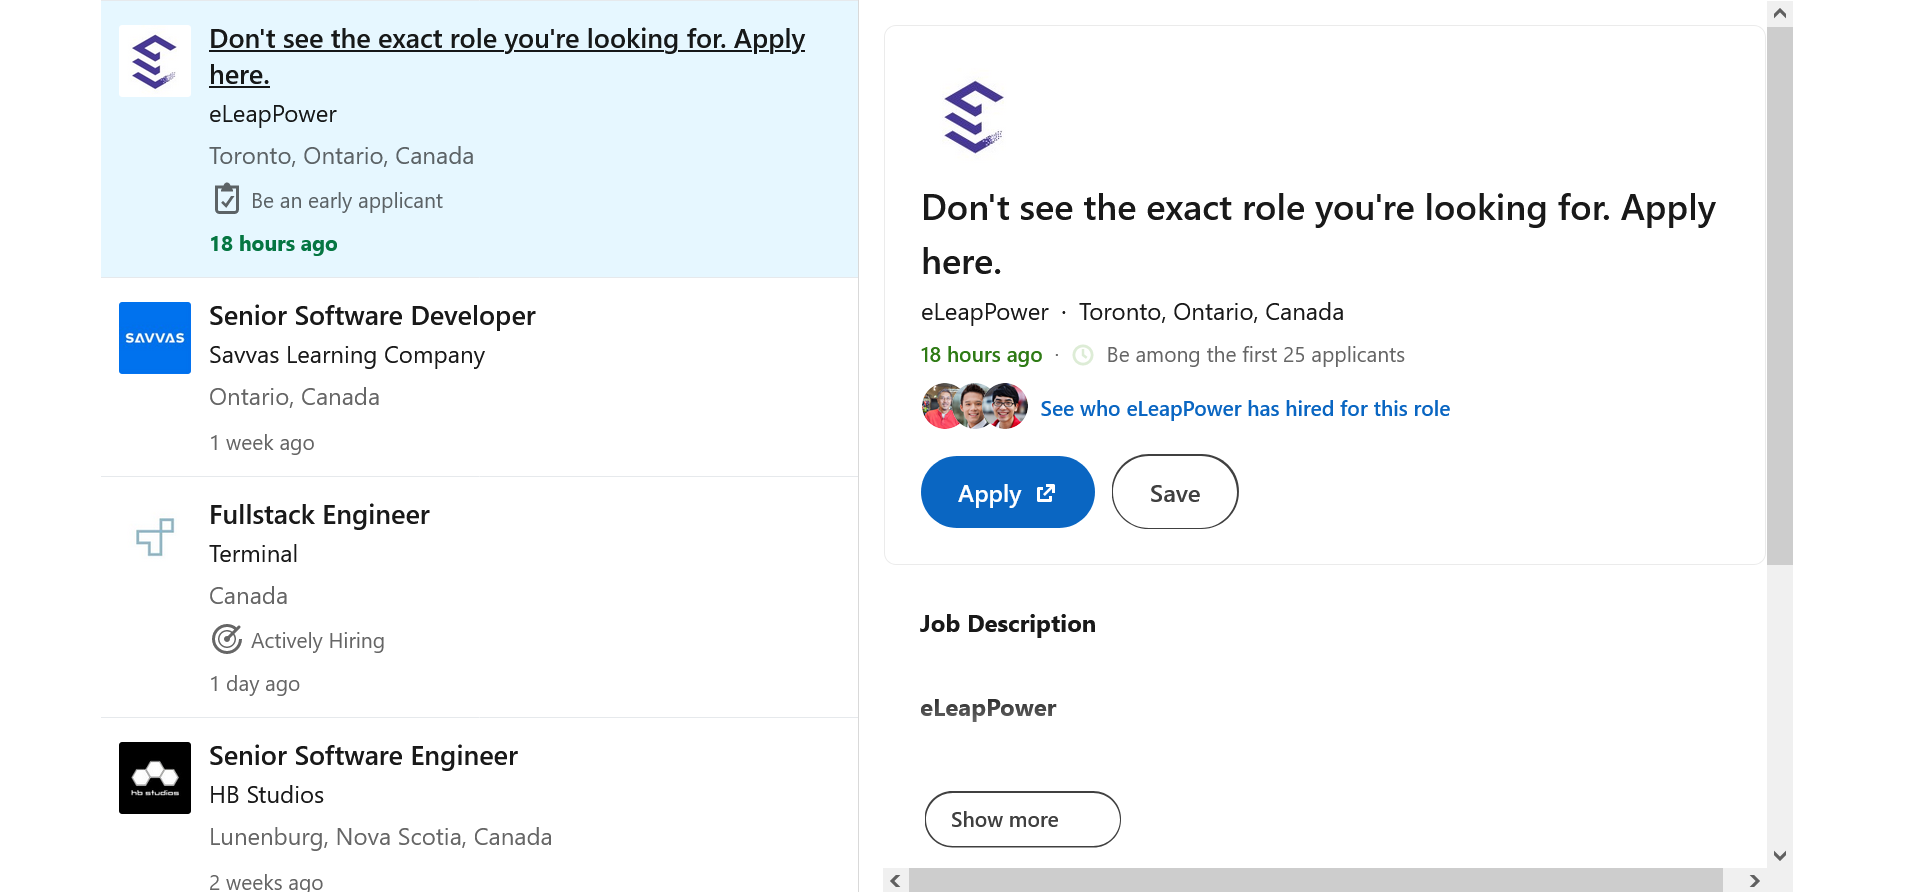 Don't see the exact role you're looking for. Apply
here.
eLeapPower
Toronto, Ontario, Canada
Be an early applicant
18 hours ago
SAVVAS
Senior Software Developer
Savvas Learning Company
Ontario, Canada
1 week ago
Fullstack Engineer
Terminal
Canada
Actively Hiring
1 day ago
hb studios
Senior Software Engineer
HB Studios
Lunenburg, Nova Scotia, Canada
2 weeks ago
Don't see the exact role you're looking for. Apply
here.
eLeapPower · Toronto, Ontario, Canada
18 hours ago · Be among the first 25 applicants
See who eLeapPower has hired for this role
Apply
Save
Job Description
eLeapPower
Show more